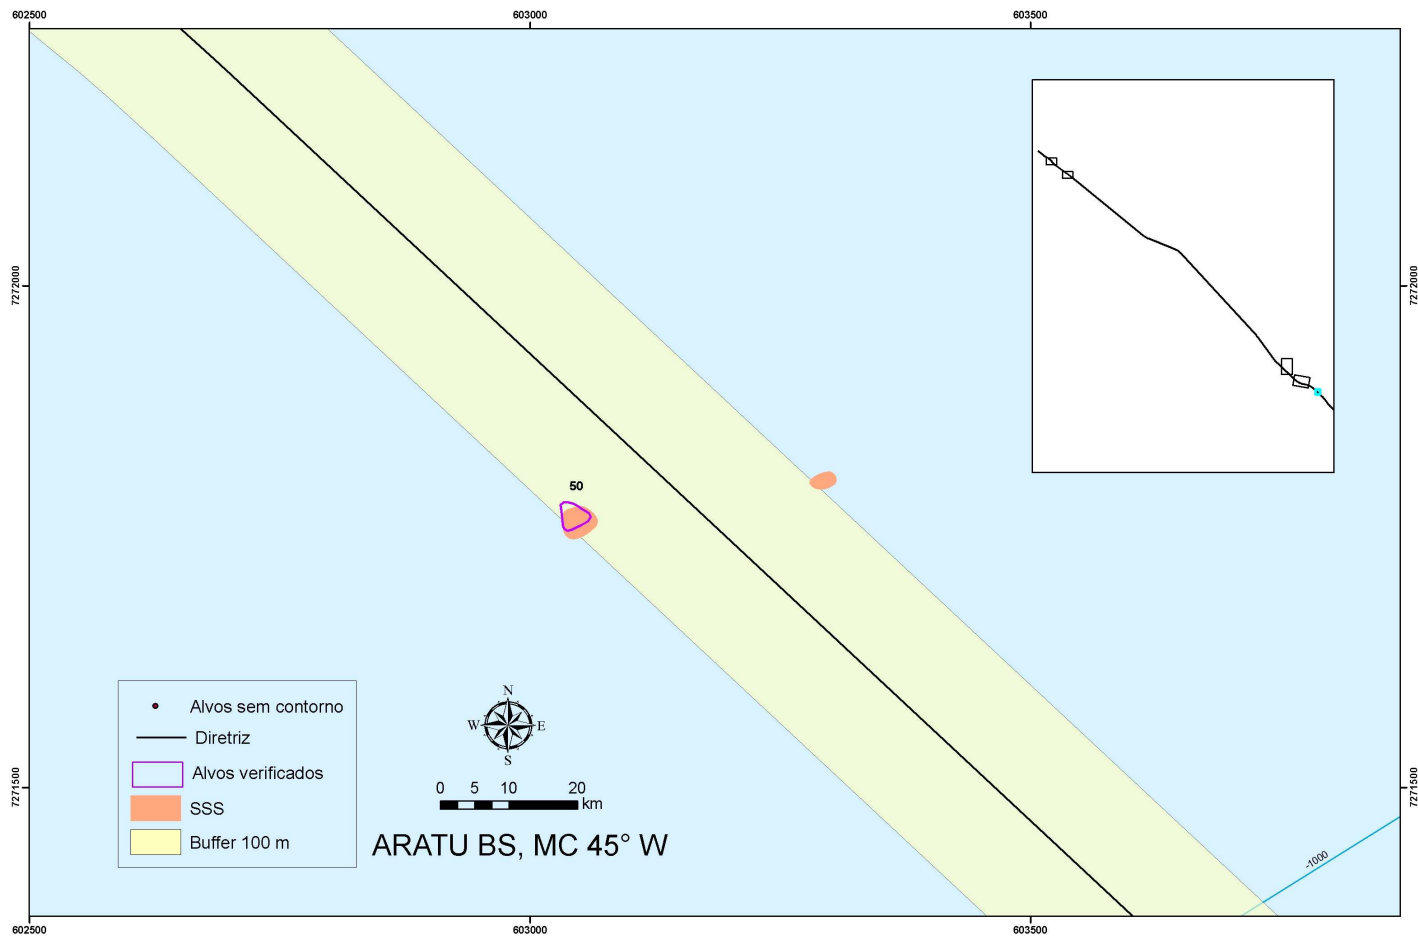 602500 603000 603500
7272000 7272000
50
N
W E
S
Alvos sem contorno
Diretriz
Alvos verificados
SSS
Buffer 100 m
0 5 10 20
km
ARATU BS, MC 45° W
7271500 7271500
-1000
602500 603000 603500